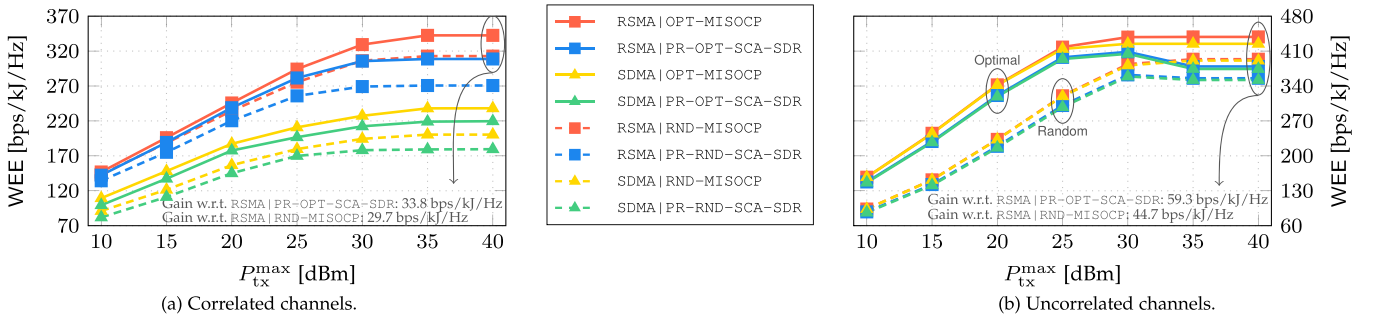 370
320
270
220
170
120
70
WEE [bps/kJ/Hz]
10 15 20 25 30 35 40
P_tx^max [dBm]
Gain w.r.t. RSMA|PR-OPT-SCA-SDR: 33.8 bps/kJ/Hz
Gain w.r.t. RSMA|RND-MISOCP: 29.7 bps/kJ/Hz
(a) Correlated channels.
RSMA|OPT-MISOCP
RSMA|PR-OPT-SCA-SDR
SDMA|OPT-MISOCP
SDMA|PR-OPT-SCA-SDR
RSMA|RND-MISOCP
RSMA|PR-RND-SCA-SDR
SDMA|RND-MISOCP
SDMA|PR-RND-SCA-SDR
Optimal
Random
Gain w.r.t. RSMA|PR-OPT-SCA-SDR: 59.3 bps/kJ/Hz
Gain w.r.t. RSMA|RND-MISOCP: 44.7 bps/kJ/Hz
480
410
340
270
200
130
60
WEE [bps/kJ/Hz]
10 15 20 25 30 35 40
P_tx^max [dBm]
(b) Uncorrelated channels.